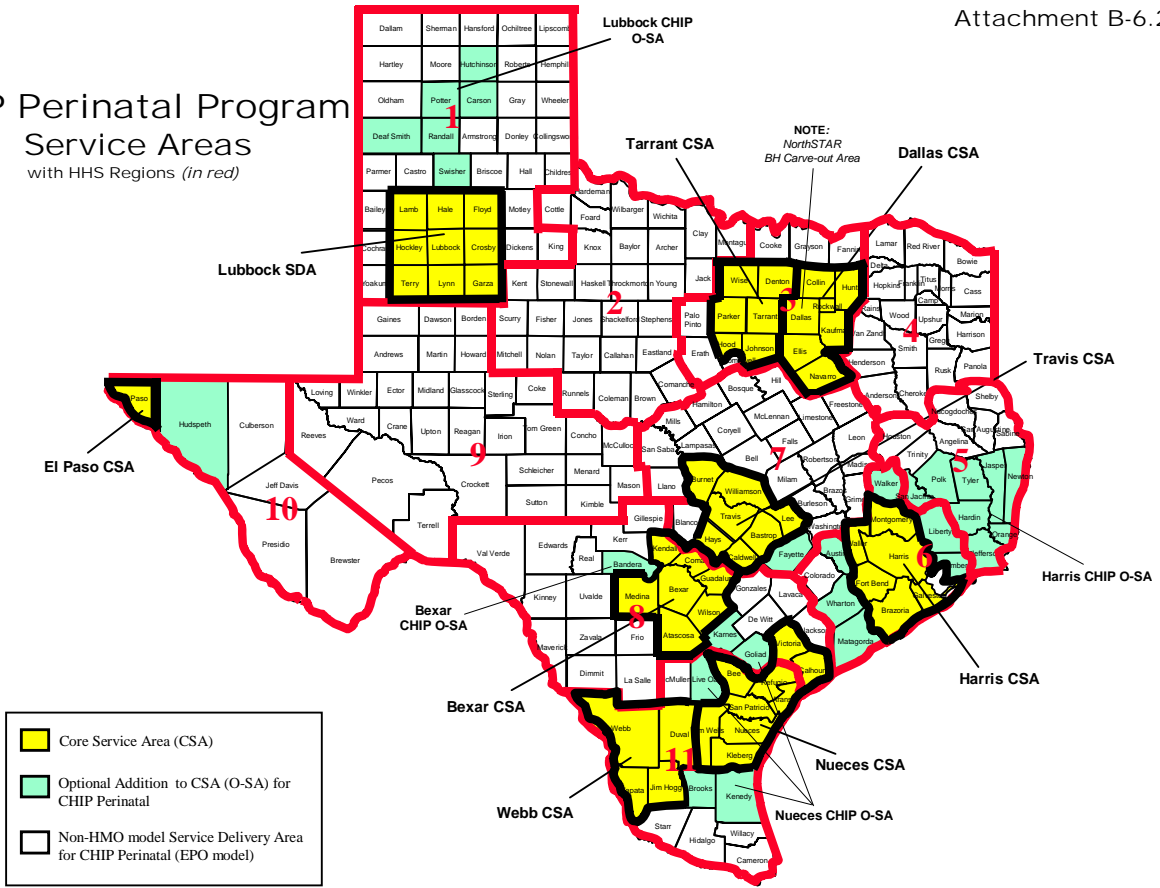 Attachment B-6.2
P Perinatal Program
Service Areas
with HHS Regions (in red)
Lubbock CHIP
O-SA
Tarrant CSA
NOTE:
NorthSTAR
BH Carve-out Area
Dallas CSA
Lubbock SDA
El Paso CSA
Travis CSA
Harris CHIP O-SA
Harris CSA
Bexar
CHIP O-SA
Bexar CSA
Webb CSA
Nueces CSA
Nueces CHIP O-SA
Dallam Sherman Hansford Ochiltree Lipscomb
Hartley Moore Hutchinson Roberts Hemphill
Oldham Potter Carson Gray Wheeler
1
Deaf Smith Randall Armstrong Donley Collingswo
Parmer Castro Swisher Briscoe Hall Childres
Bailey Lamb Hale Floyd Motley Cottle
Hardeman Foard Wilbarger Wichita Clay Montagu Cooke Grayson Fannin Lamar Red River Bowie
Cochra Hockley Lubbock Crosby Dickens King Knox Baylor Archer
Yoakum Terry Lynn Garza Kent Stonewall Haskell Throckmorton Young Jack
Wise Denton Collin Hunt Delta Hopkins Franklin Titus Morris Cass Camp
2 3 4
Gaines Dawson Borden Scurry Fisher Jones Shackelford Stephens Palo
Pinto
Parker Tarrant Dallas Rockwall Kaufma Rains Wood Upshur Marion Harrison Gregg Van Zand Smith
Andrews Martin Howard Mitchell Nolan Taylor Callahan Eastland Erath Hood Johnson Ellis Navarro Henderson Rusk Panola
Loving Winkler Ector Midland Glasscock Sterling Coke Runnels Coleman Brown Comanche Hamilton Bosque Hill Freestone Anderson Cheroke Nacogdoches Shelby
Paso Hudspeth Culberson Reeves Ward Crane Upton Reagan Irion Tom Green Concho McCulloc San Saba Mills Lampasas Coryell McLennan Limestone Falls Leon Houston Angelina San Augustine Sabine
9 7 5
Jeff Davis Pecos Crockett Schleicher Menard Mason Llano Burnet Bell Milam Robertson Madis Trinity Polk Tyler Jaspe Newton
10
Presidio Brewster Terrell Sutton Kimble Gillespie Blanco Williamson Travis Lee Bastrop Burleson Brazos Grim Walker San Jacinto Hardin Liberty Orange Jefferso
Val Verde Edwards Kerr Real Bandera Kendall Hays Comal Caldwell Fayette Washington Austin Waller Montgomery Harris Chambers
6
Kinney Uvalde Medina Bexar Guadalu Gonzales Lavaca Colorado Wharton Fort Bend Brazoria Galveston
8
Maverick Zavala Frio Atascosa Wilson Karnes De Witt Jackson Matagorda
Dimmit La Salle McMullen Live Oa Bee Goliad Victoria Calhoun Refugio Aransas
Webb Duval Jim Wells San Patricio Nueces Kleberg
11
Zapata Jim Hogg Brooks Kenedy
Starr Hidalgo Willacy Cameron
Core Service Area (CSA)
Optional Addition to CSA (O-SA) for
CHIP Perinatal
Non-HMO model Service Delivery Area
for CHIP Perinatal (EPO model)